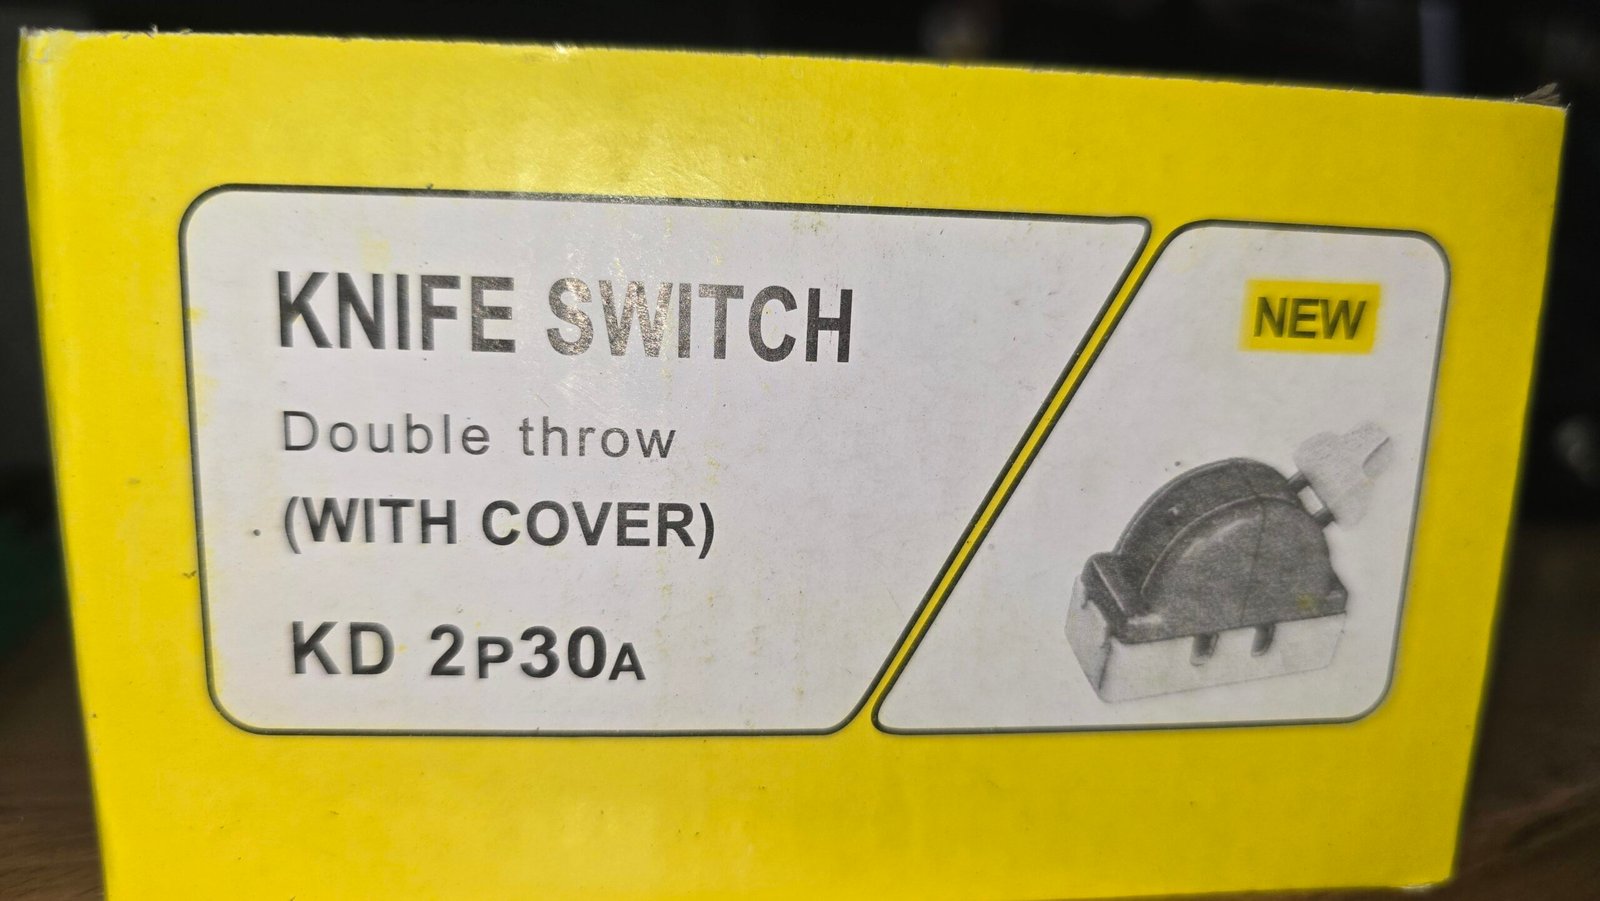 KNIFE SWITCH
Double throw
(WITH COVER)
KD 2P30A
NEW